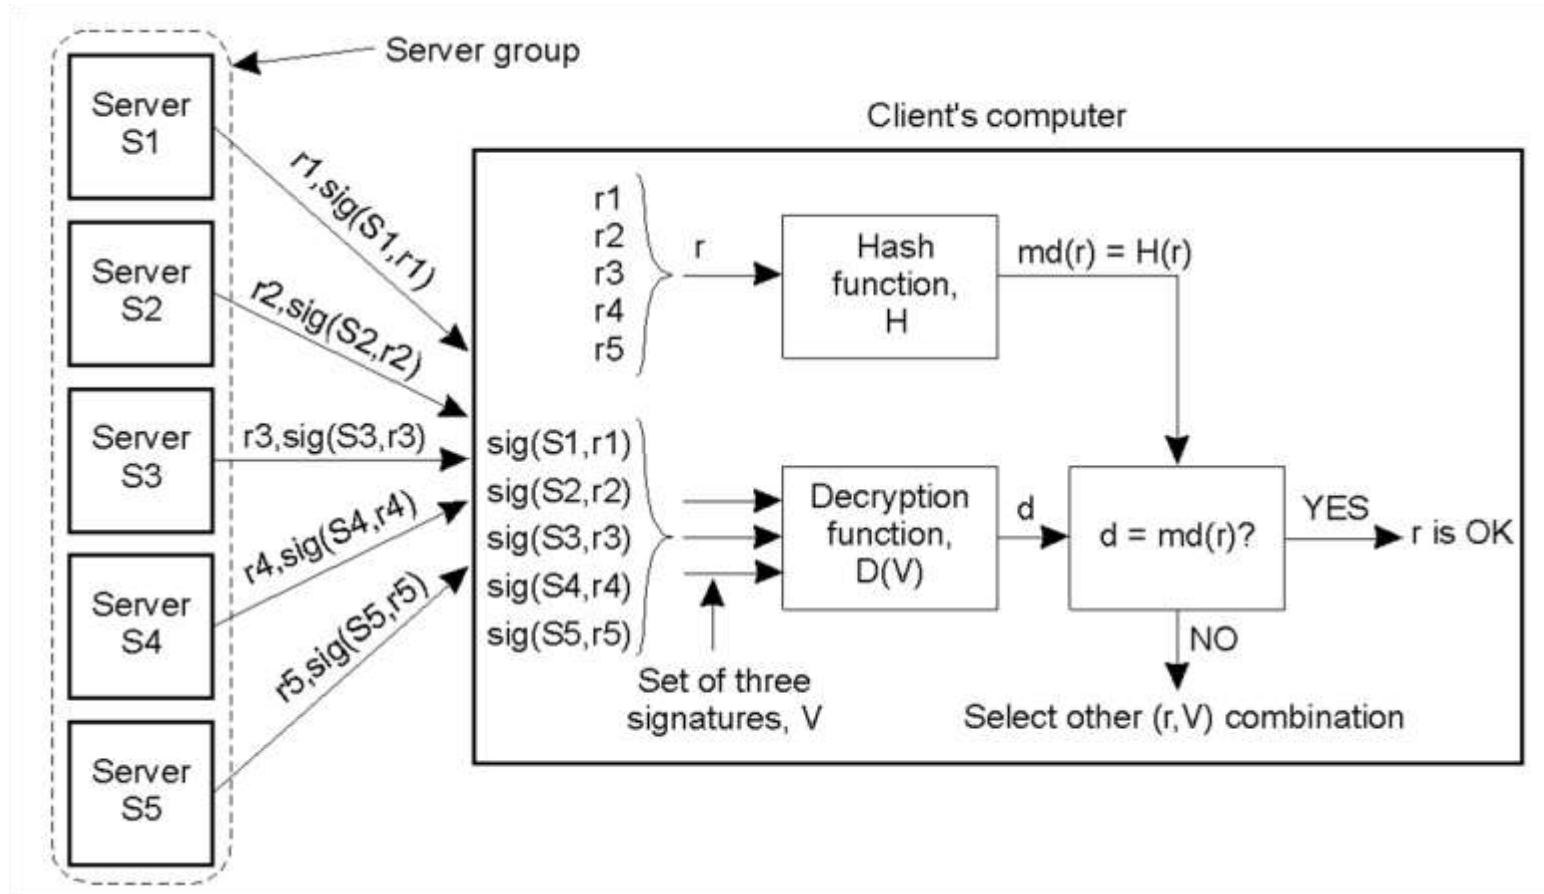 Server group
Server
S1
Server
S2
Server
S3
Server
S4
Server
S5
r1,sig(S1,r1)
r2,sig(S2,r2)
r3,sig(S3,r3)
r4,sig(S4,r4)
r5,sig(S5,r5)
Client's computer
r1
r2
r3
r4
r5
r
Hash
function,
H
md(r) = H(r)
sig(S1,r1)
sig(S2,r2)
sig(S3,r3)
sig(S4,r4)
sig(S5,r5)
Set of three
signatures, V
Decryption
function,
D(V)
d
d = md(r)?
YES
r is OK
NO
Select other (r,V) combination